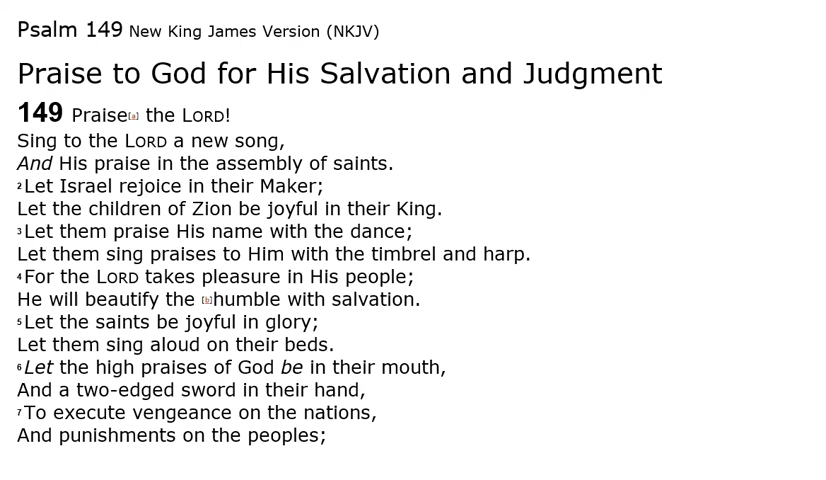 Psalm 149 New King James Version (NKJV)
Praise to God for His Salvation and Judgment
149 Praise[a] the LORD!
Sing to the LORD a new song,
And His praise in the assembly of saints.
2 Let Israel rejoice in their Maker;
Let the children of Zion be joyful in their King.
3 Let them praise His name with the dance;
Let them sing praises to Him with the timbrel and harp.
4 For the LORD takes pleasure in His people;
He will beautify the [b]humble with salvation.
5 Let the saints be joyful in glory;
Let them sing aloud on their beds.
6 Let the high praises of God be in their mouth,
And a two-edged sword in their hand,
7 To execute vengeance on the nations,
And punishments on the peoples;